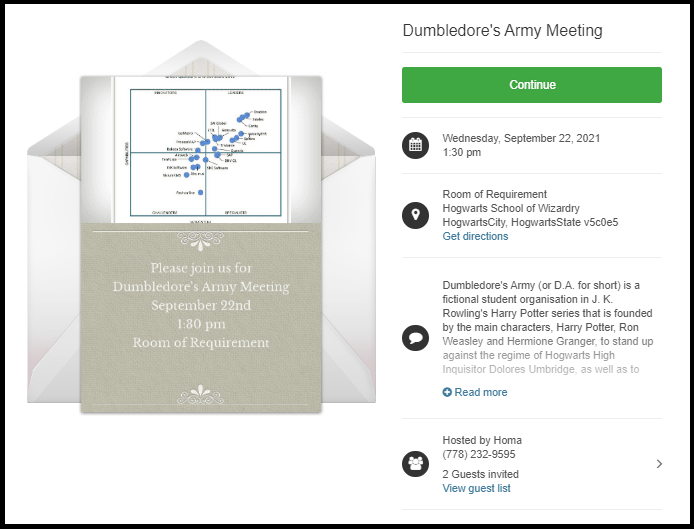 INNOVATORS
LEADERS
CHALLENGERS
SPECIALISTS
Please join us for
Dumbledore's Army Meeting
September 22nd
1:30 pm
Room of Requirement
Dumbledore's Army Meeting
Continue
Wednesday, September 22, 2021
1:30 pm
Room of Requirement
Hogwarts School of Wizardry
HogwartsCity, HogwartsState v5c0e5
Get directions
Dumbledore's Army (or D.A. for short) is a
fictional student organisation in J. K.
Rowling's Harry Potter series that is founded
by the main characters, Harry Potter, Ron
Weasley and Hermione Granger, to stand up
against the regime of Hogwarts High
Inquisitor Dolores Umbridge, as well as to
Read more
Hosted by Homa
(778) 232-9595
2 Guests invited
View guest list